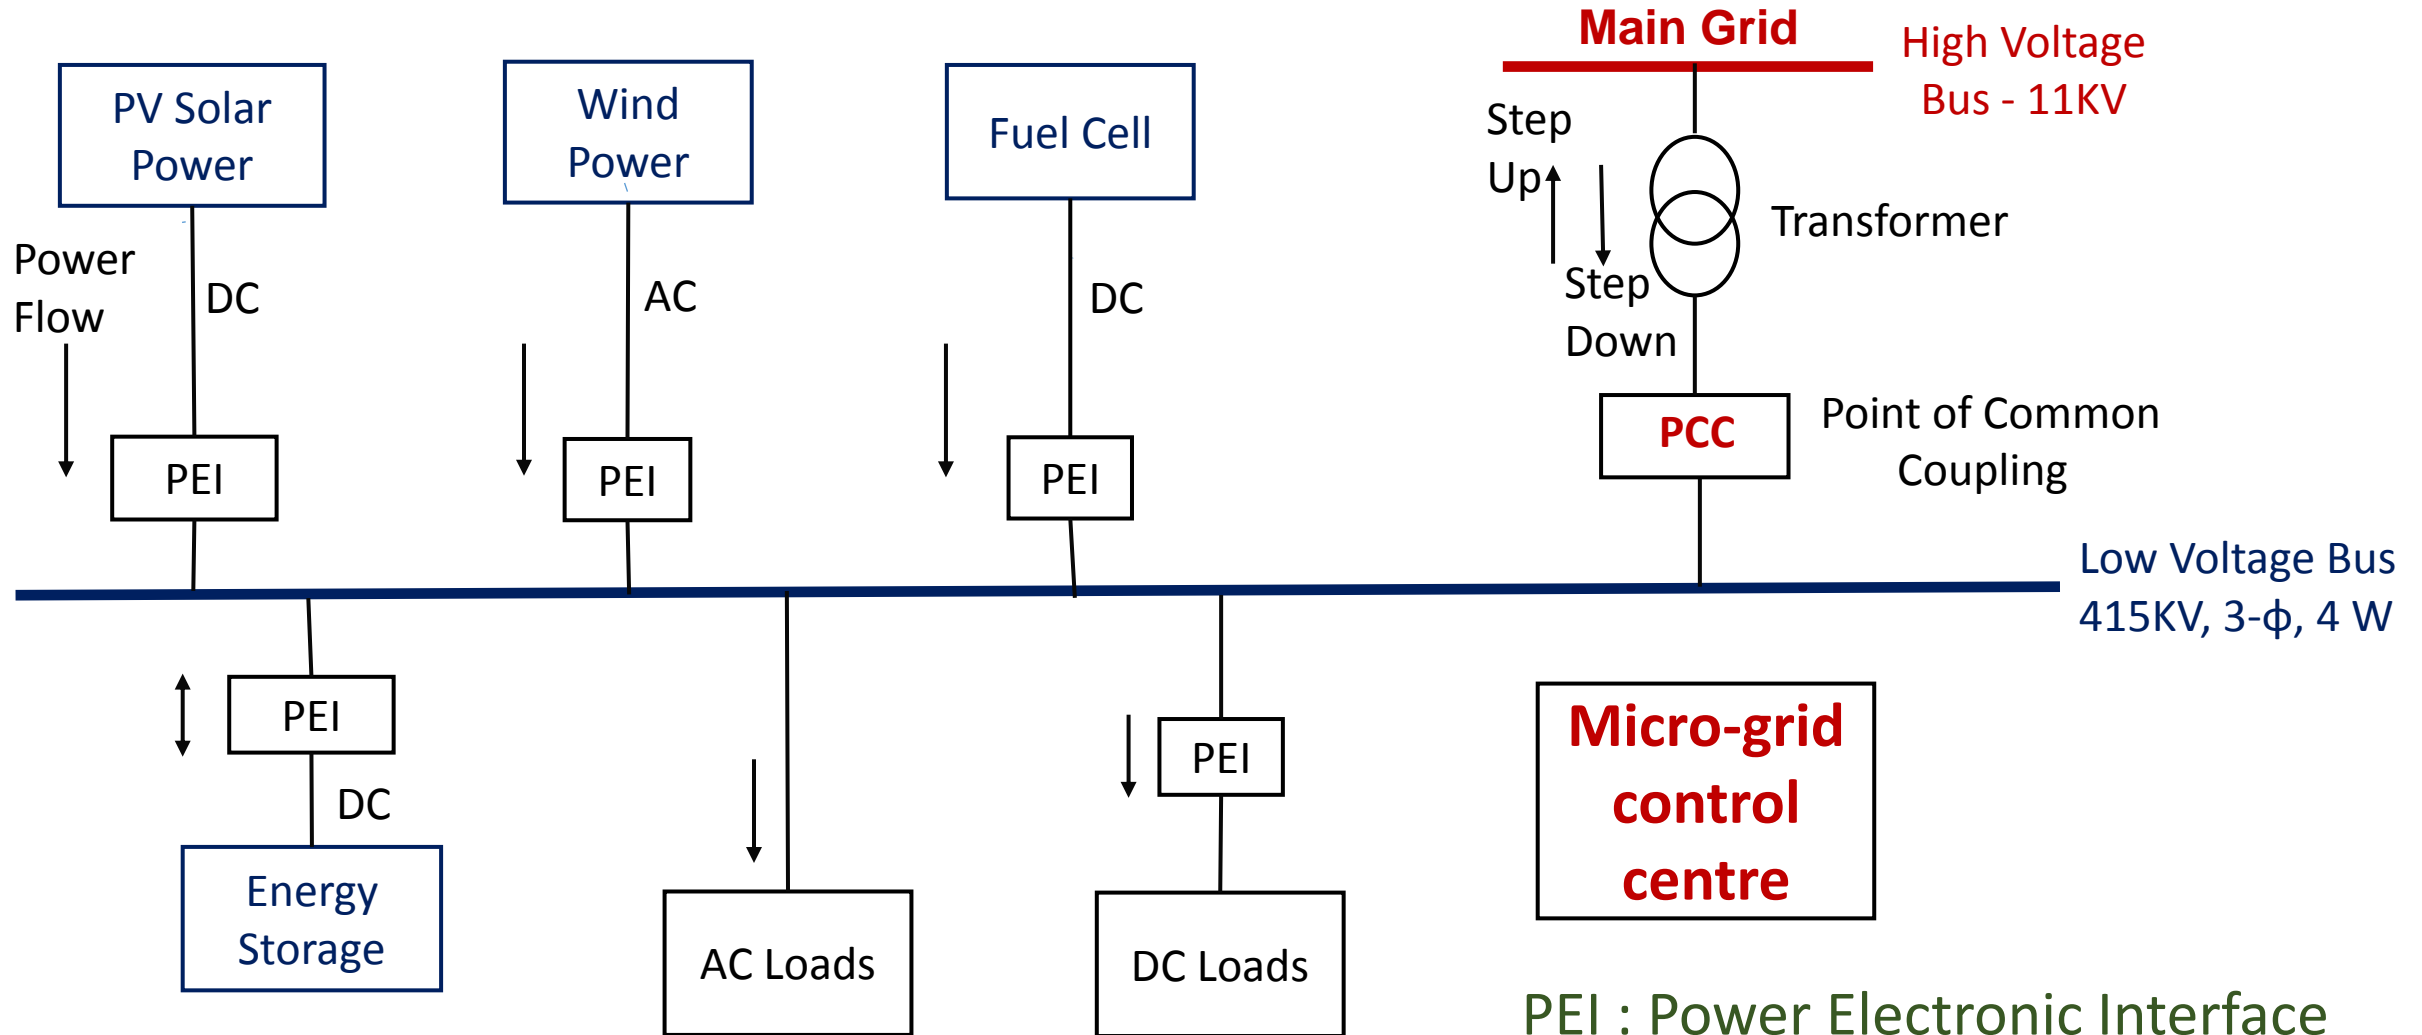 Main Grid
High Voltage
Bus - 11KV
PV Solar
Power
Wind
Power
Fuel Cell
Step
Up
Transformer
Step
Down
Power
Flow
DC
AC
DC
PCC
Point of Common
Coupling
PEI
PEI
PEI
Low Voltage Bus
415KV, 3-ф, 4 W
PEI
DC
Energy
Storage
AC Loads
PEI
DC Loads
Micro-grid
control
centre
PEI : Power Electronic Interface